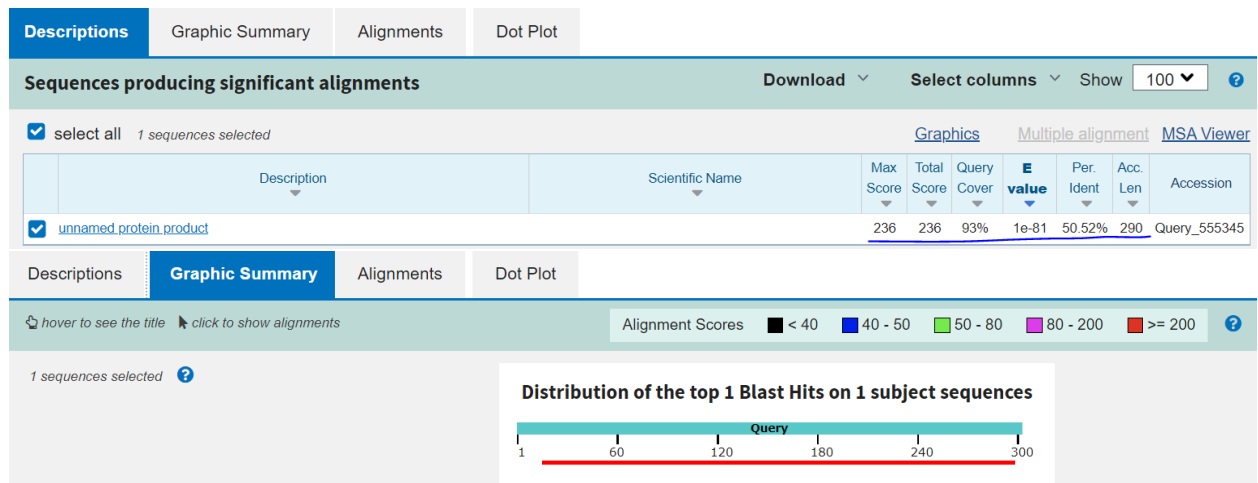 Descriptions Graphic Summary Alignments Dot Plot
Sequences producing significant alignments Download Select columns Show 100
select all 1 sequences selected Graphics Multiple alignment MSA Viewer
Description Scientific Name Max Score Total Score Query Cover E value Per. Ident Acc. Len Accession
unnamed protein product 236 236 93% 1e-81 50.52% 290 Query_555345
Descriptions Graphic Summary Alignments Dot Plot
hover to see the title click to show alignments Alignment Scores < 40 40 - 50 50 - 80 80 - 200 >= 200
1 sequences selected
Distribution of the top 1 Blast Hits on 1 subject sequences
Query
1 60 120 180 240 300